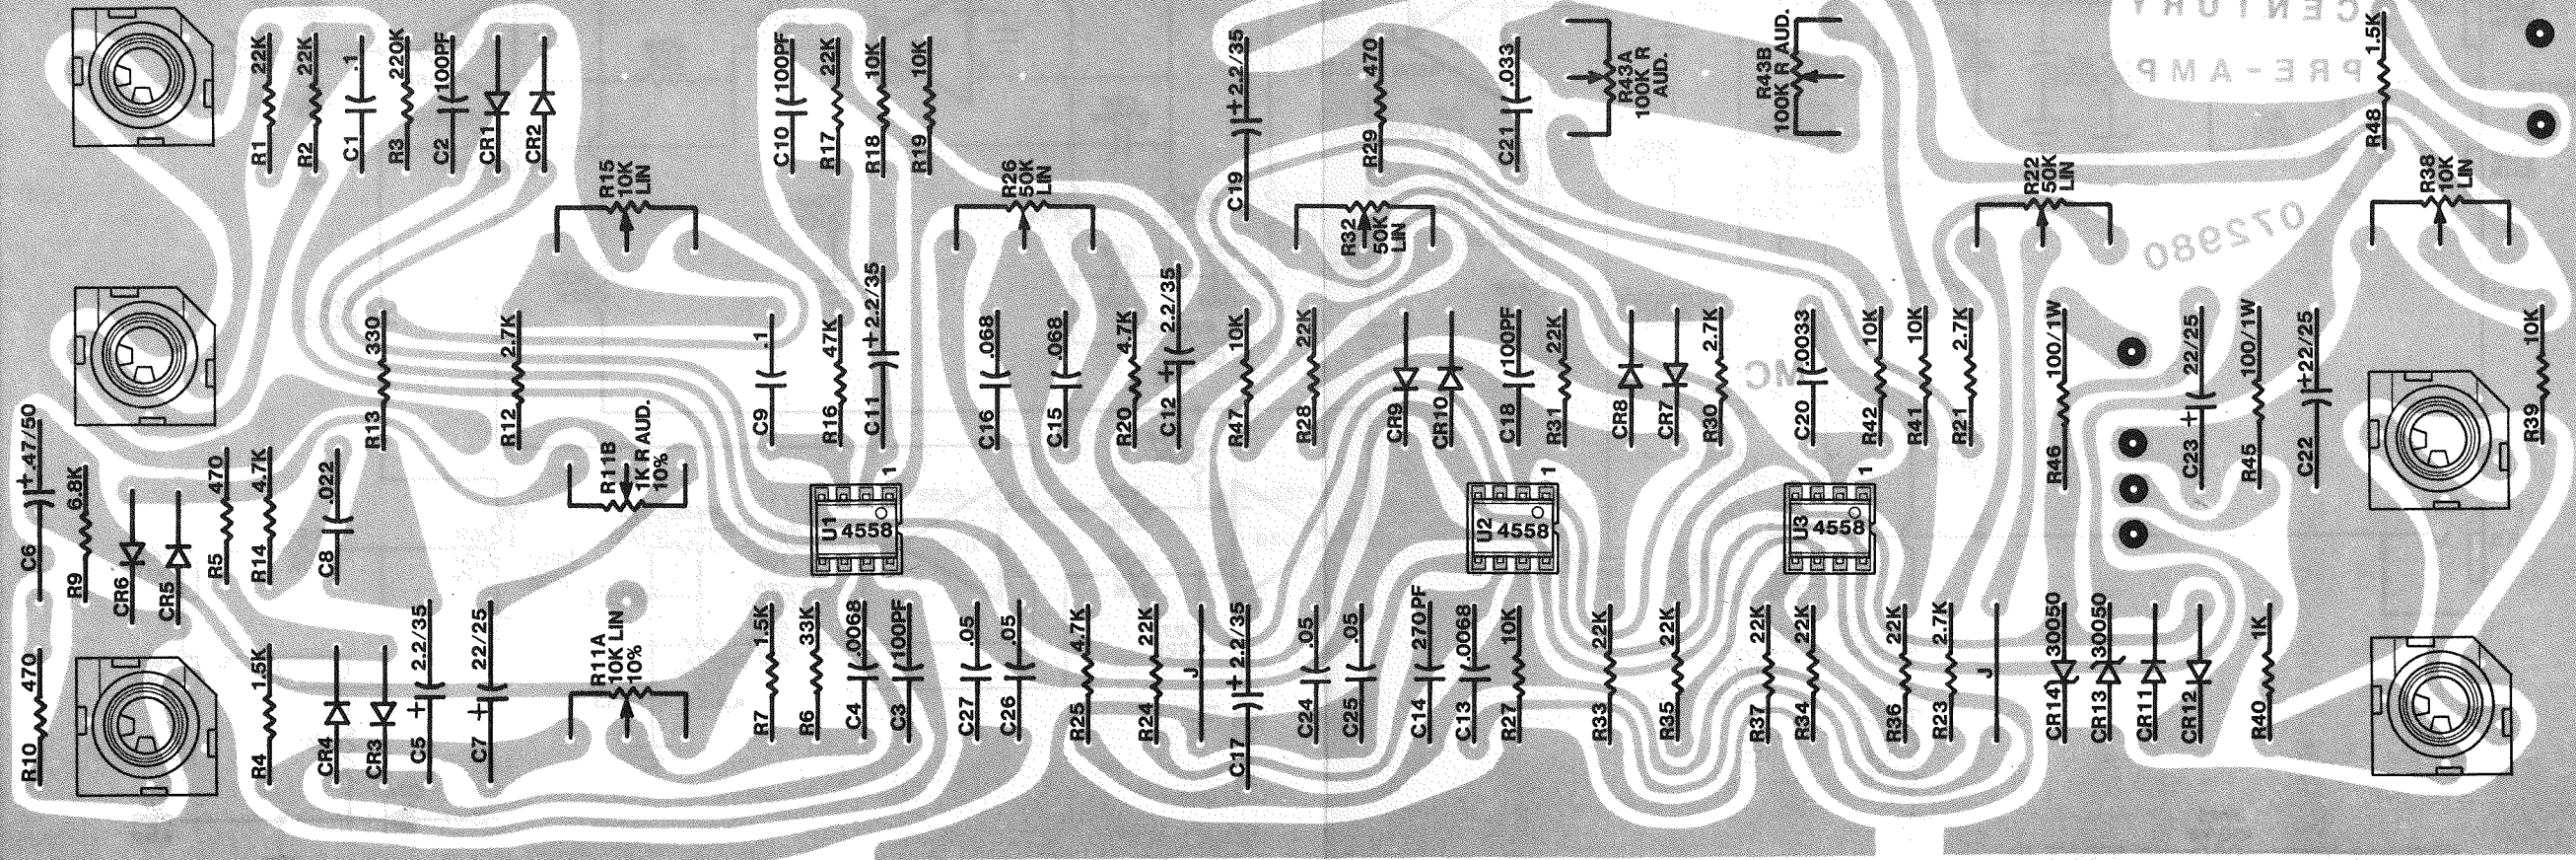 R1 22K
R2 22K
C1 .1
R3 220K
C2 100PF
CR1
CR2
C10 100PF
R17 22K
R18 10K
R19 10K
C19 +2.2/35
R29 470
C21 .033
R43A
100K R
AUD.
R43B
100K R AUD.
CENTURY
PRE-AMP
R48 1.5K
R15
10K
LIN
R26
50K
LIN
R32
50K
LIN
R22
50K
LIN
072980
R38
10K
LIN
R13 330
R12 2.7K
C9 .1
R16 47K
C11 +2.2/35
C16 .068
C15 .068
R20 4.7K
C12 +2.2/35
R47 10K
R28 22K
CR9
CR10
C18 100PF
R31 22K
CR8
CR7
R30 2.7K
MC
C20 .0033
R42 10K
R41 10K
R21 2.7K
R46 100/1W
C23 + 22/25
R45 100/1W
C22 +22/25
R39 10K
C6 +.47/50
R9 6.8K
CR6
CR5
R5 470
R14 4.7K
C8 .022
R11B
1K R AUD.
10%
U1 4558 1
U2 4558 1
U3 4558 1
R10 470
R4 1.5K
CR4
CR3
C5 + 2.2/35
C7 + 22/25
R11A
10K LIN
10%
R7 1.5K
R6 33K
C4 .0068
C3 100PF
C27 .05
C26 .05
R25 4.7K
R24 22K
J
C17 +2.2/35
C24 .05
C25 .05
C14 270PF
C13 .0068
R27 10K
R33 22K
R35 22K
R37 22K
R34 22K
R36 22K
R23 2.7K
J
CR14 30050
CR13 30050
CR11
CR12
R40 1K